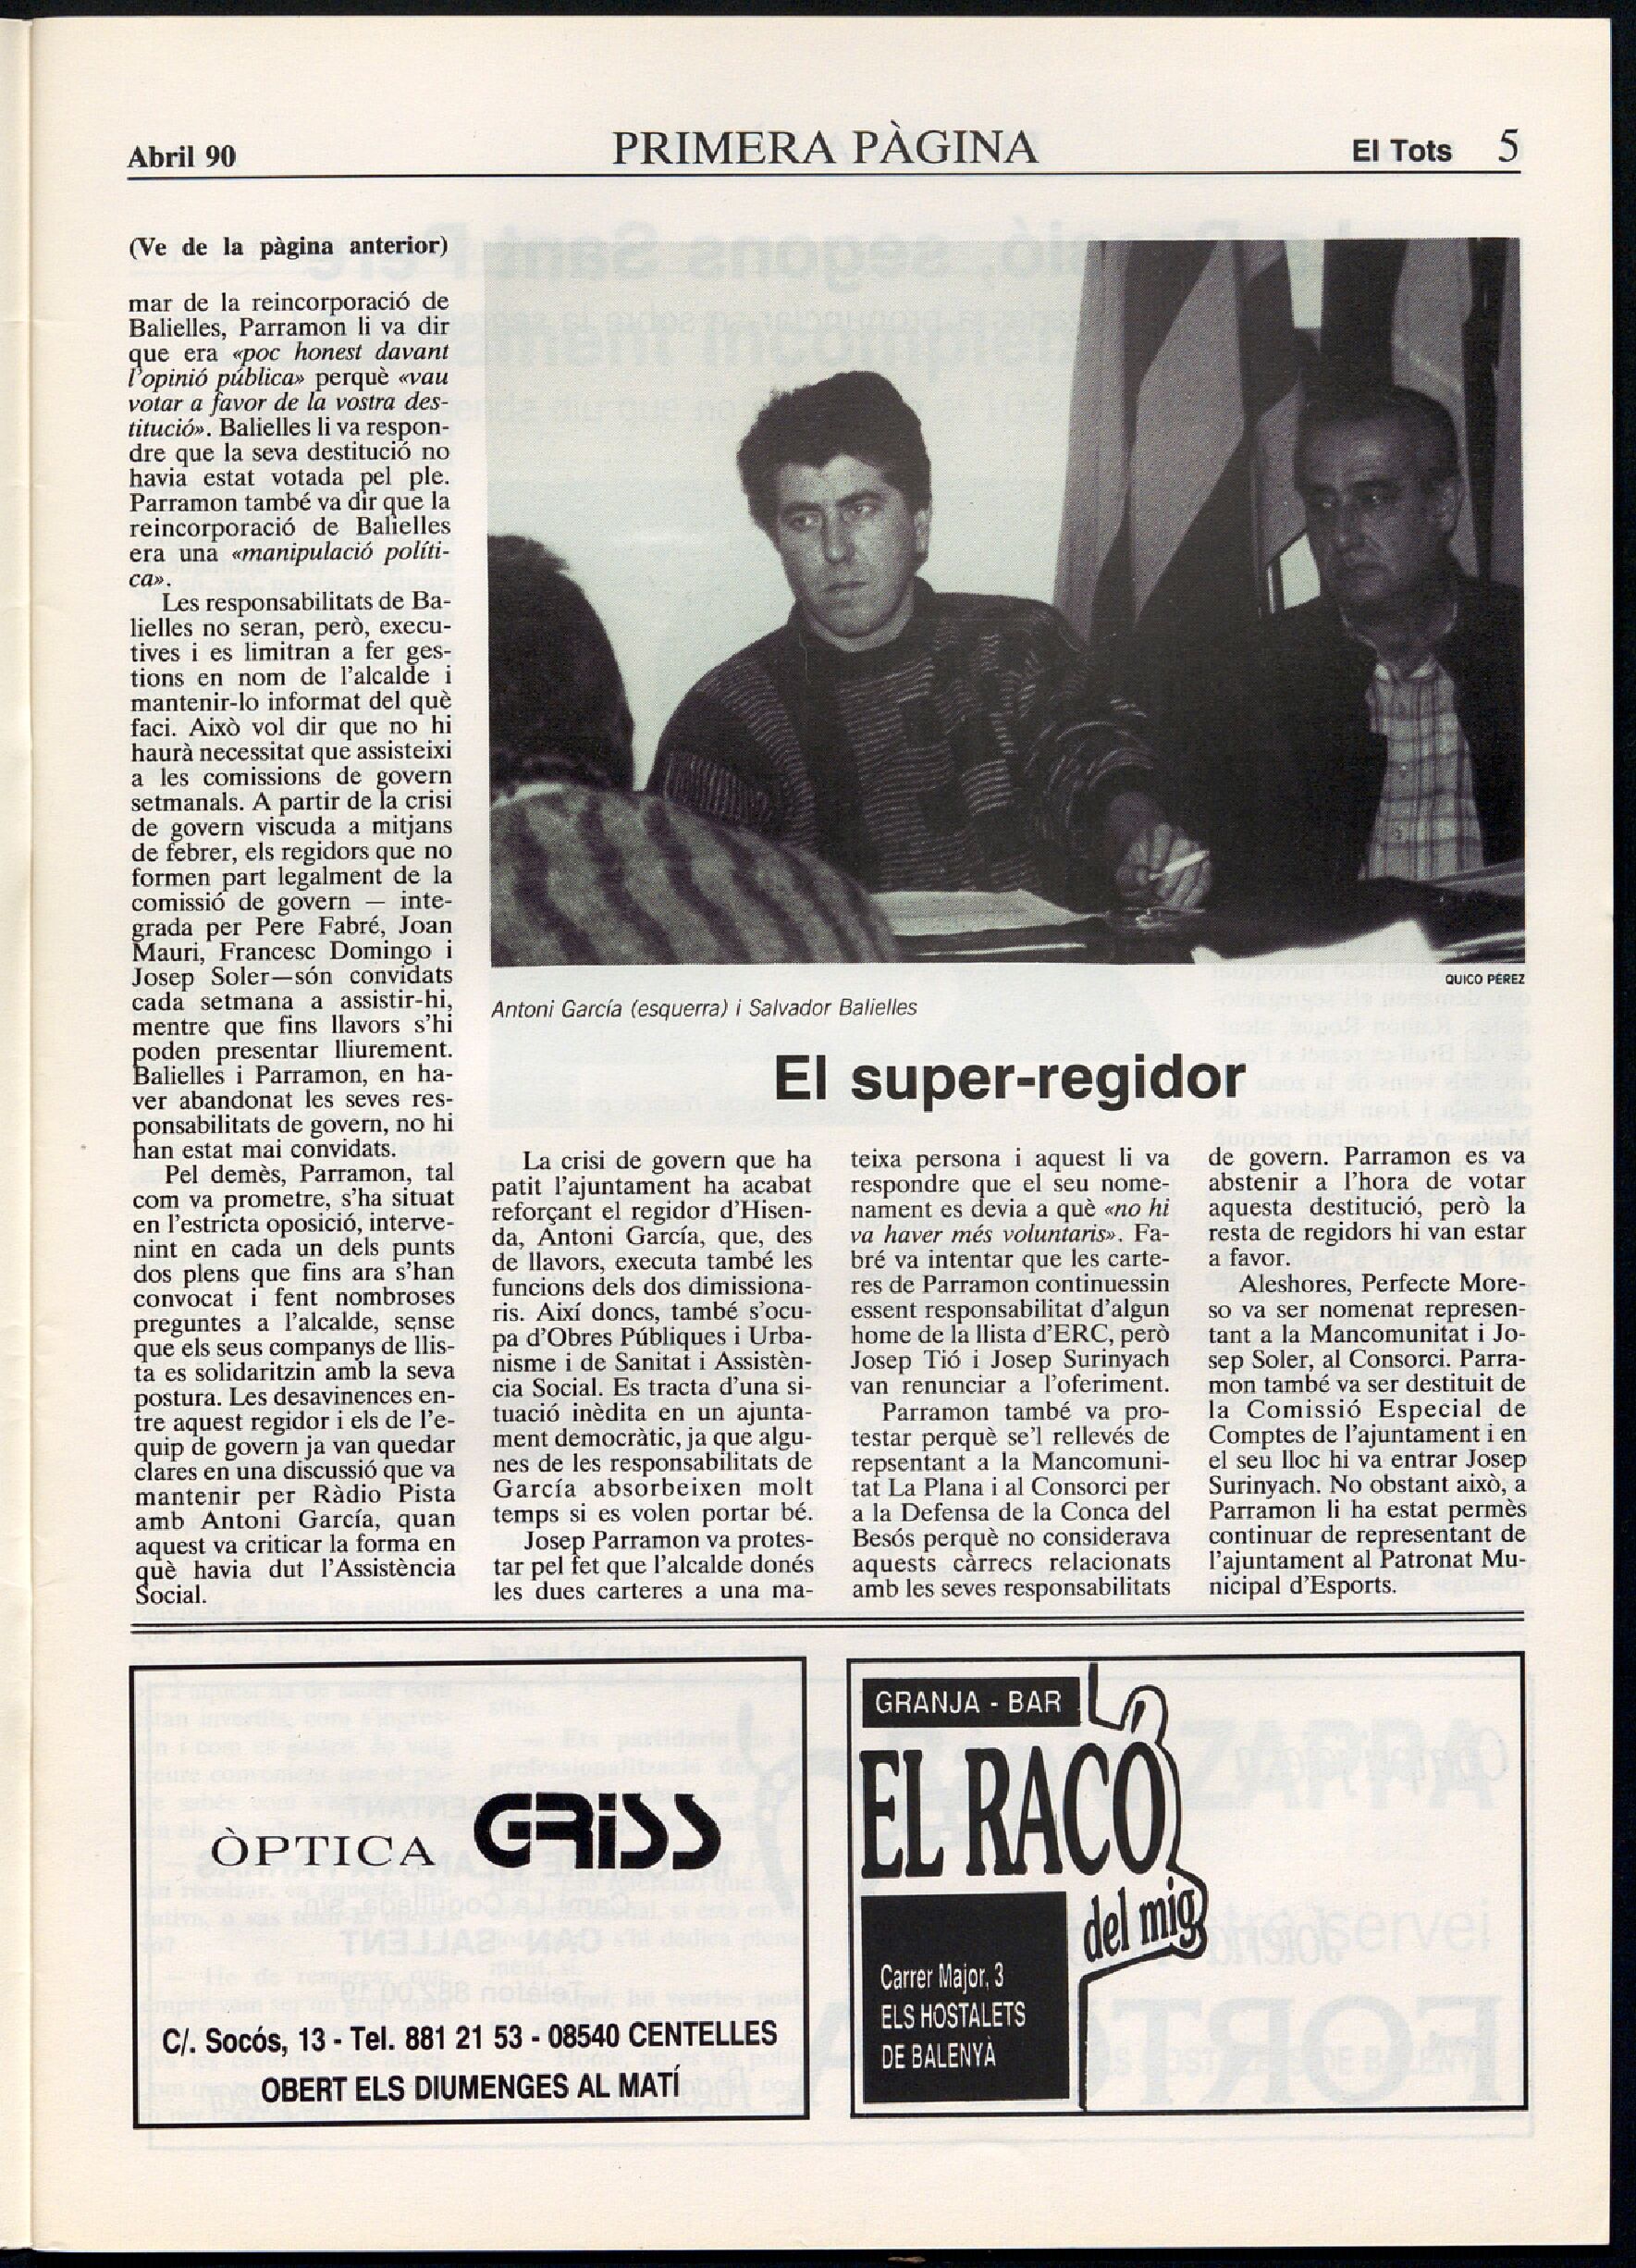 Abril 90
PRIMERA PÀGINA
El Tots 5
(Ve de la pàgina anterior)
mar de la reincorporació de
Balielles, Parramon li va dir
que era «poc honest davant
l'opinió pública» perquè «vau
votar a favor de la vostra des-
titució». Balielles li va respon-
dre que la seva destitució no
havia estat votada pel ple.
Parramon també va dir que la
reincorporació de Balielles
era una «manipulació políti-
ca».
Les responsabilitats de Ba-
lielles no seran, però, execu-
tives i es limitran a fer ges-
tions en nom de l'alcalde i
mantenir-lo informat del què
faci. Això vol dir que no hi
haurà necessitat que assisteixi
a les comissions de govern
setmanals. A partir de la crisi
de govern viscuda a mitjans
de febrer, els regidors que no
formen part legalment de la
comissió de govern — inte-
grada per Pere Fabré, Joan
Mauri, Francesc Domingo i
Josep Soler—són convidats
cada setmana a assistir-hi,
mentre que fins llavors s'hi
poden presentar lliurement.
Balielles i Parramon, en ha-
ver abandonat les seves res-
ponsabilitats de govern, no hi
han estat mai convidats.
Pel demès, Parramon, tal
com va prometre, s'ha situat
en l'estricta oposició, interve-
nint en cada un dels punts
dos plens que fins ara s'han
convocat i fent nombroses
preguntes a l'alcalde, sense
que els seus companys de llis-
ta es solidaritzin amb la seva
postura. Les desavinences en-
tre aquest regidor i els de l'e-
quip de govern ja van quedar
clares en una discussió que va
mantenir per Ràdio Pista
amb Antoni García, quan
aquest va criticar la forma en
què havia dut l'Assistència
Social.
QUICO PÉREZ
Antoni García (esquerra) i Salvador Balielles
El super-regidor
La crisi de govern que ha
patit l'ajuntament ha acabat
reforçant el regidor d'Hisen-
da, Antoni García, que, des
de llavors, executa també les
funcions dels dos dimissiona-
ris. Així doncs, també s'ocu-
pa d'Obres Públiques i Urba-
nisme i de Sanitat i Assistèn-
cia Social. Es tracta d'una si-
tuació inèdita en un ajunta-
ment democràtic, ja que algu-
nes de les responsabilitats de
García absorbeixen molt
temps si es volen portar bé.
Josep Parramon va protes-
tar pel fet que l'alcalde donés
les dues carteres a una ma-
teixa persona i aquest li va
respondre que el seu nome-
nament es devia a què «no hi
va haver més voluntaris». Fa-
bré va intentar que les carte-
res de Parramon continuessin
essent responsabilitat d'algun
home de la llista d'ERC, però
Josep Tió i Josep Surinyach
van renunciar a l'oferiment.
Parramon també va pro-
testar perquè se'l rellevés de
repsentant a la Mancomuni-
tat La Plana i al Consorci per
a la Defensa de la Conca del
Besós perquè no considerava
aquests càrrecs relacionats
amb les seves responsabilitats
de govern. Parramon es va
abstenir a l'hora de votar
aquesta destitució, però la
resta de regidors hi van estar
a favor.
Aleshores, Perfecte More-
so va ser nomenat represen-
tant a la Mancomunitat i Jo-
sep Soler, al Consorci. Parra-
mon també va ser destituit de
la Comissió Especial de
Comptes de l'ajuntament i en
el seu lloc hi va entrar Josep
Surinyach. No obstant això, a
Parramon li ha estat permès
continuar de representant de
l'ajuntament al Patronat Mu-
nicipal d'Esports.
ÒPTICA GRiSS
C/. Socós, 13 - Tel. 881 21 53 - 08540 CENTELLES
OBERT ELS DIUMENGES AL MATÍ
GRANJA - BAR
EL RACÓ
del mig
Carrer Major, 3
ELS HOSTALETS
DE BALENYÀ